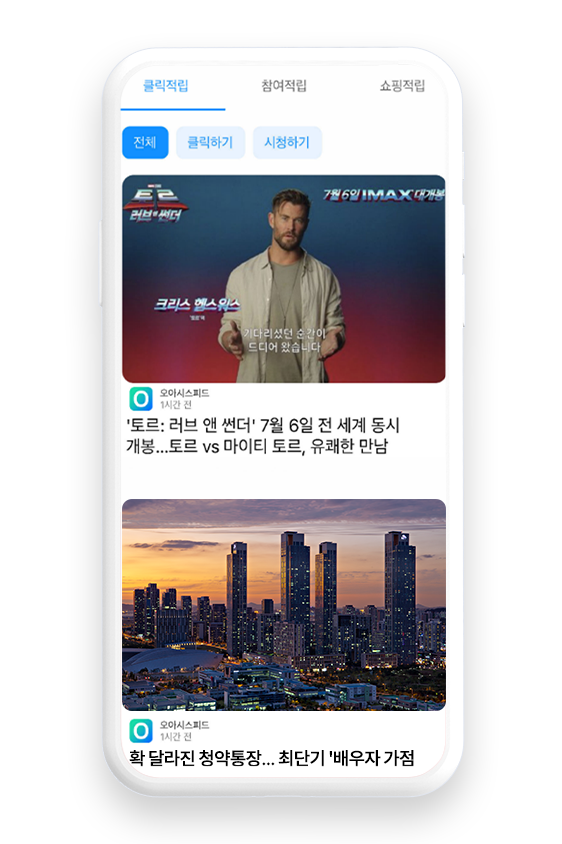 클릭적립 참여적립 쇼핑적립
전체 클릭하기 시청하기
토르
러브 앤 썬더
7월 6일 IMAX 대개봉
크리스 헴스워스
'토르'역
기다리셨던 순간이
드디어 왔습니다
오아시스피드
1시간 전
'토르: 러브 앤 썬더' 7월 6일 전 세계 동시
개봉...토르 vs 마이티 토르, 유쾌한 만남
오아시스피드
1시간 전
확 달라진 청약통장... 최단기 '배우자 가점